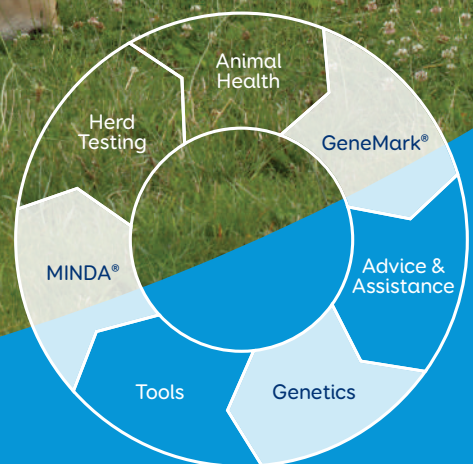 Animal
Health
GeneMark®
Advice &
Assistance
Genetics
Tools
MINDA®
Herd
Testing